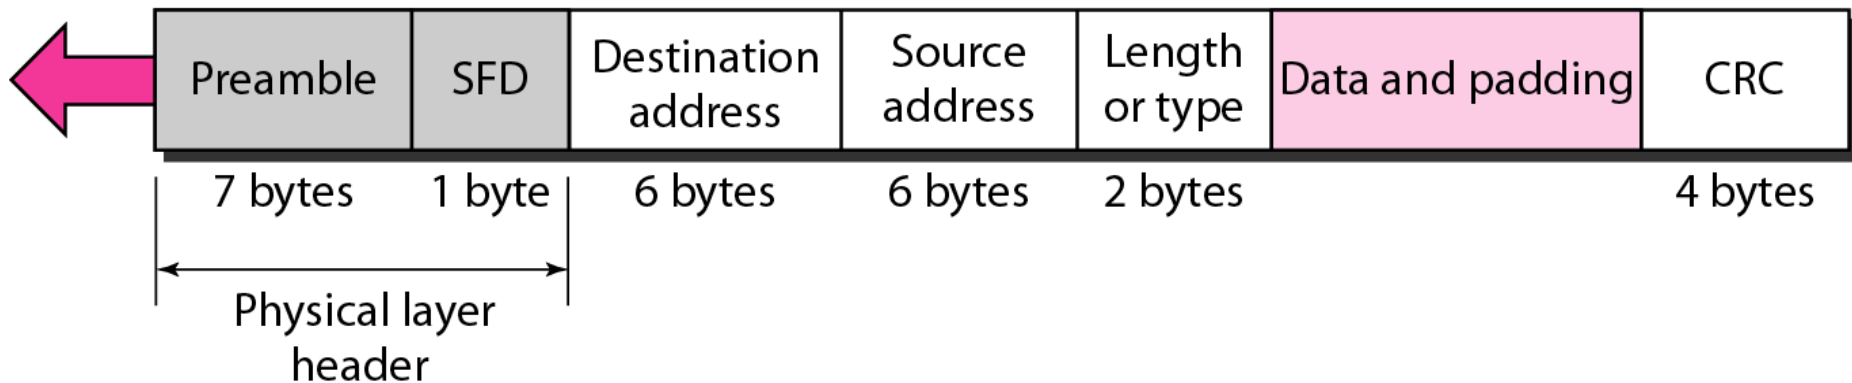 Preamble
SFD
Destination
address
Source
address
Length
or type
Data and padding
CRC
7 bytes
1 byte
6 bytes
6 bytes
2 bytes
4 bytes
Physical layer
header